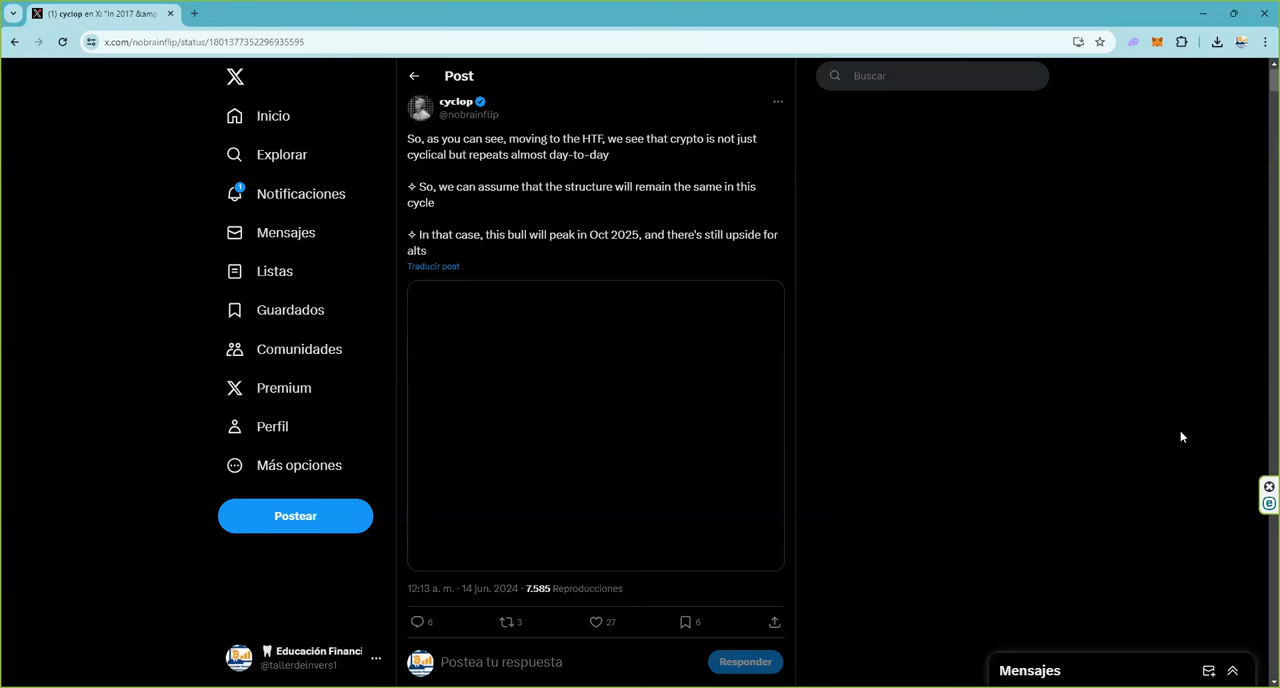 (1) cyclop en X: "In 2017 &amp
x.com/nobrainflip/status/1801377352296935595
Inicio
Explorar
1
Notificaciones
Mensajes
Listas
Guardados
Comunidades
Premium
Perfil
Más opciones
Postear
Educación Financi
@tallerdeinvers1
Post
cyclop
@nobrainflip
So, as you can see, moving to the HTF, we see that crypto is not just
cyclical but repeats almost day-to-day
✧ So, we can assume that the structure will remain the same in this
cycle
✧ In that case, this bull will peak in Oct 2025, and there's still upside for
alts
Traducir post
12:13 a. m. · 14 jun. 2024 · 7.585 Reproducciones
6 3 27 6
Postea tu respuesta
Responder
Buscar
Mensajes